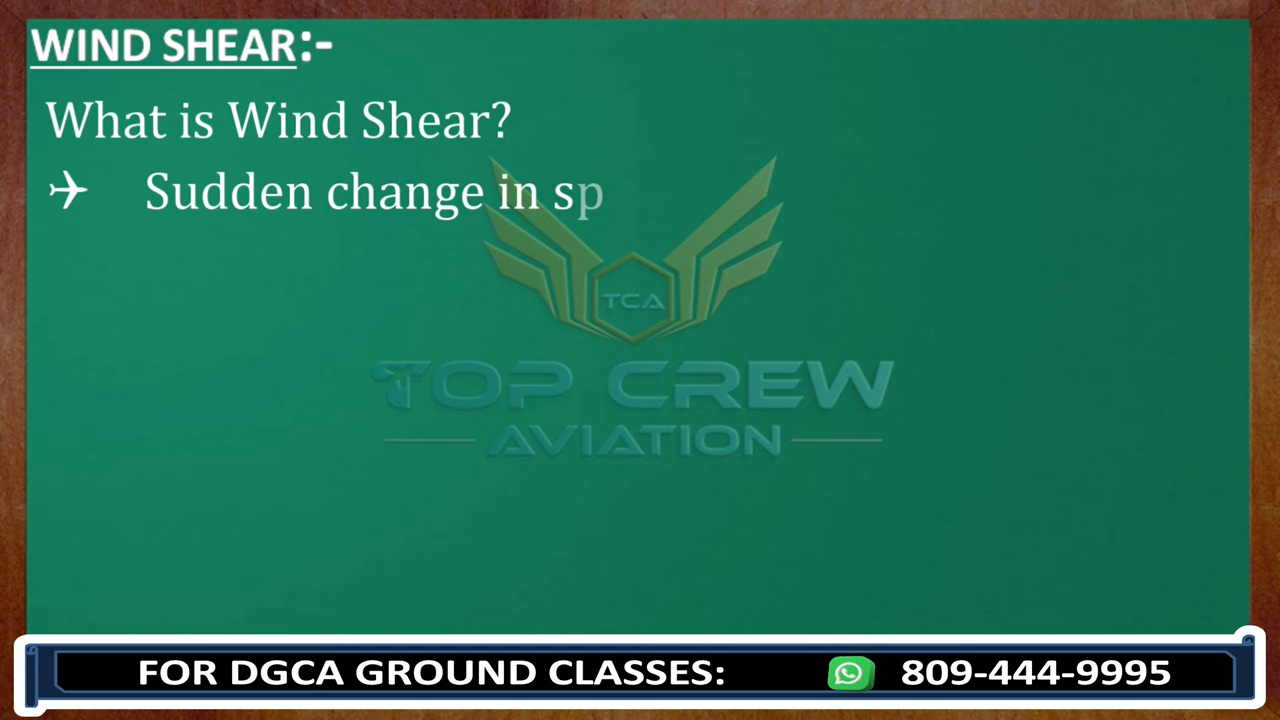 WIND SHEAR:-
What is Wind Shear?
✈ Sudden change in sp
TCA
TOP CREW
AVIATION
FOR DGCA GROUND CLASSES: 809-444-9995